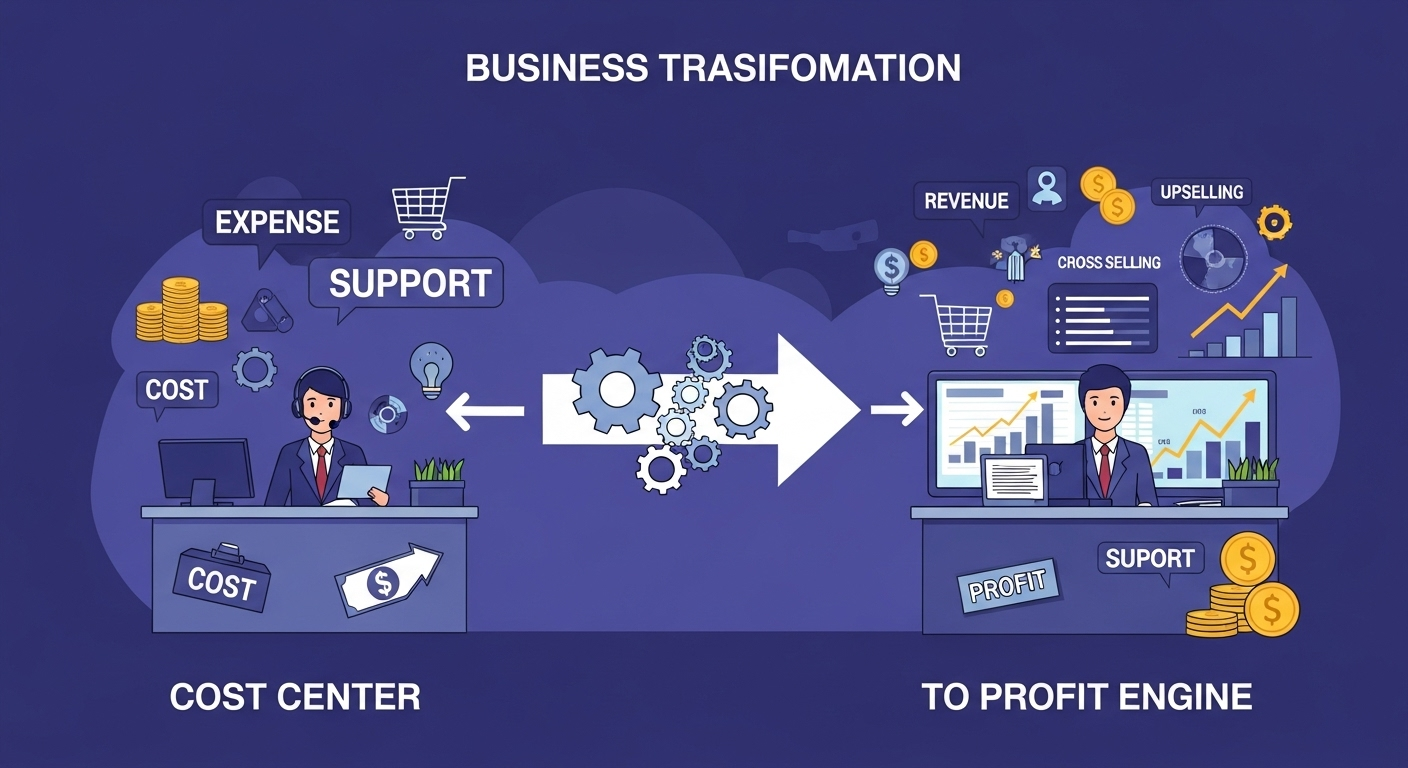 BUSINESS TRASIFOMATION
EXPENSE
SUPPORT
COST
COST
REVENUE
UPSELLING
CROSS SELLING
PROFIT
SUPORT
COST CENTER
TO PROFIT ENGINE